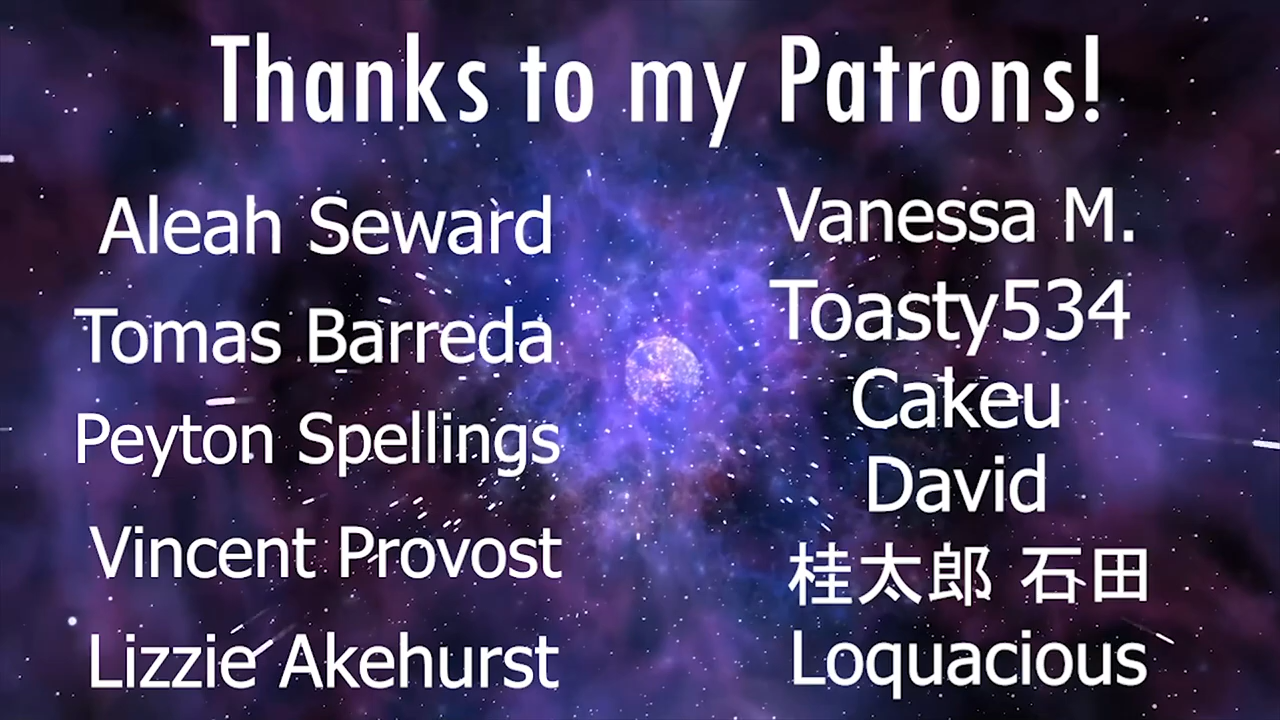 Thanks to my Patrons!
Aleah Seward
Tomas Barreda
Peyton Spellings
Vincent Provost
Lizzie Akehurst
Vanessa M.
Toasty534
Cakeu
David
桂太郎 石田
Loquacious